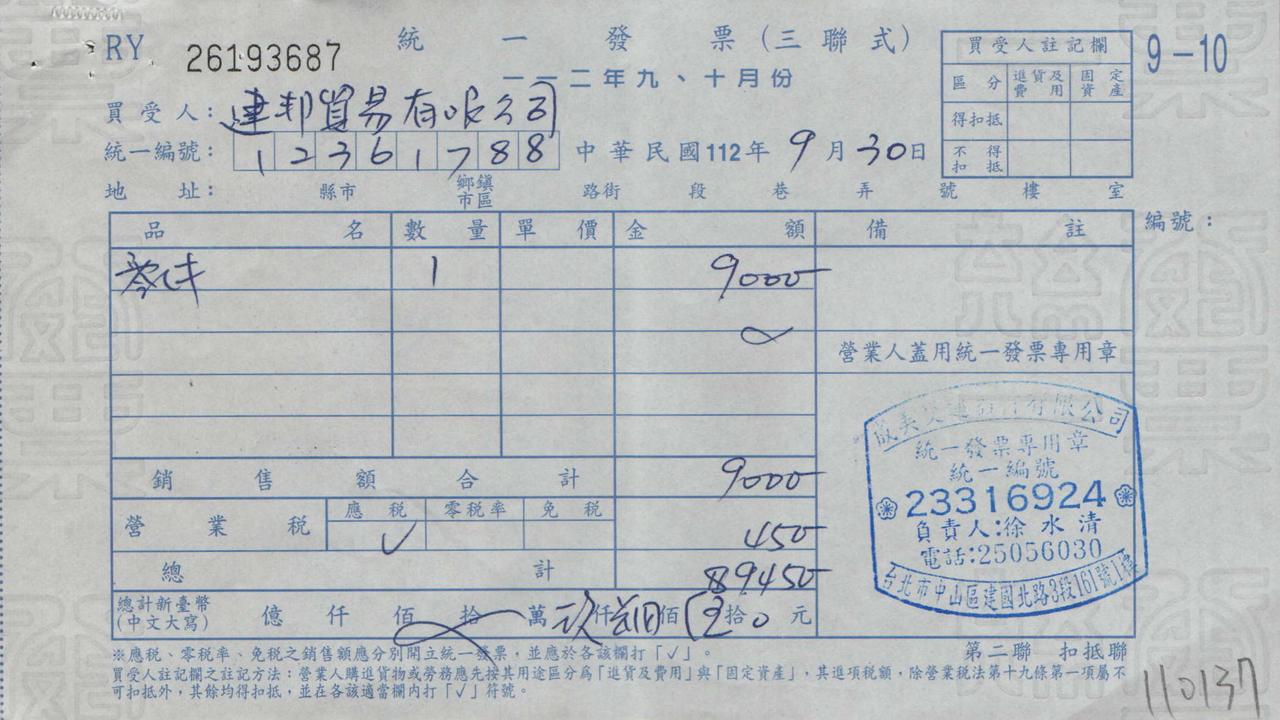 RY 26193687 統一發票(三聯式) 9-10
一一二年九、十月份
買受人註記欄
區分 進貨及費用 固定資產
得扣抵
不得扣抵
買受人:建邦貿易有限公司
統一編號:12361788 中華民國112年9月30日
地址: 縣市 鄉鎮市區 路街 段 巷 弄 號 樓 室
品名 數量 單價 金額 備註 編號:
零件 1 9000
營業人蓋用統一發票專用章
銷售額合計 9000
營業稅 應稅 零稅率 免稅
✓ 450
總計 9450
總計新臺幣(中文大寫) 億 仟 佰 拾 萬 玖仟 肆佰 伍拾 0 元
有限公司
統一發票專用章
統一編號
23316924
負責人:徐水清
電話:25056030
台北市中山區建國北路3段161號1樓
※應稅、零稅率、免稅之銷售額應分別開立統一發票,並應於各該欄打「✓」。
買受人註記欄之註記方法:營業人購進貨物或勞務應先按其用途區分為「進貨及費用」與「固定資產」,其進項稅額,除營業稅法第十九條第一項屬不
可扣抵外,其餘均得扣抵,並在各該適當欄內打「✓」符號。
第二聯 扣抵聯
110137